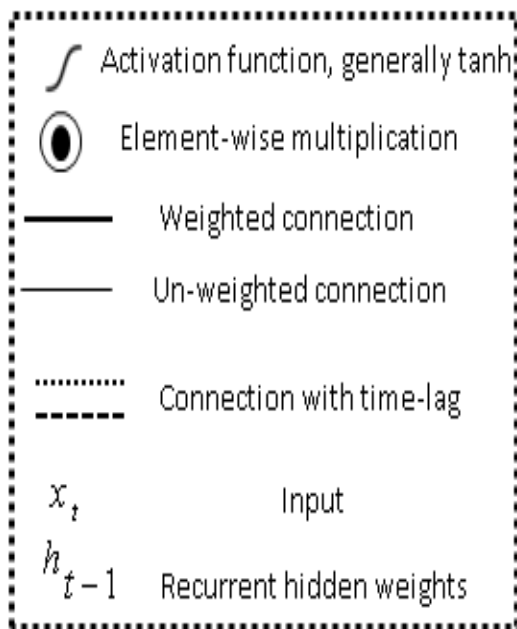 Activation function, generally tanh
Element-wise multiplication
Weighted connection
Un-weighted connection
Connection with time-lag
x_t Input
h_{t-1} Recurrent hidden weights